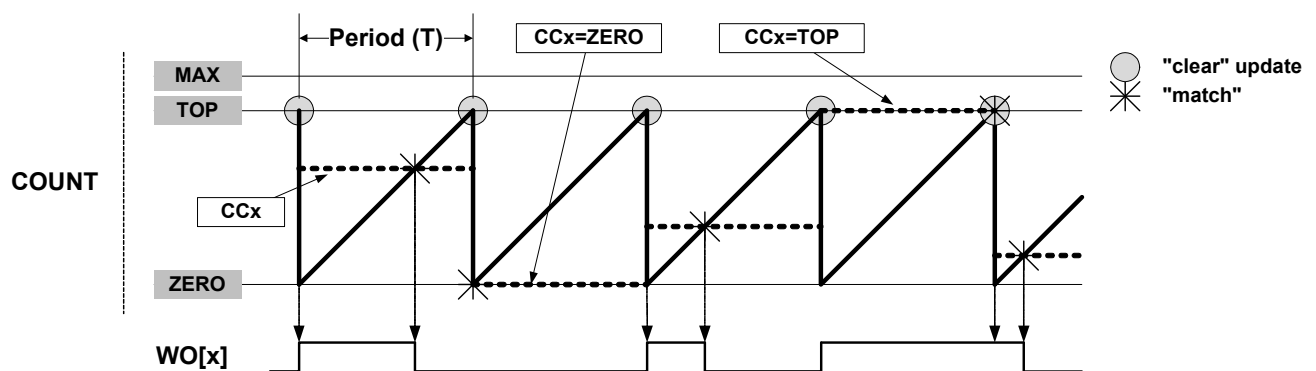 Period (T)
CCx=ZERO
CCx=TOP
"clear" update
"match"
MAX
TOP
COUNT
CCx
ZERO
WO[x]